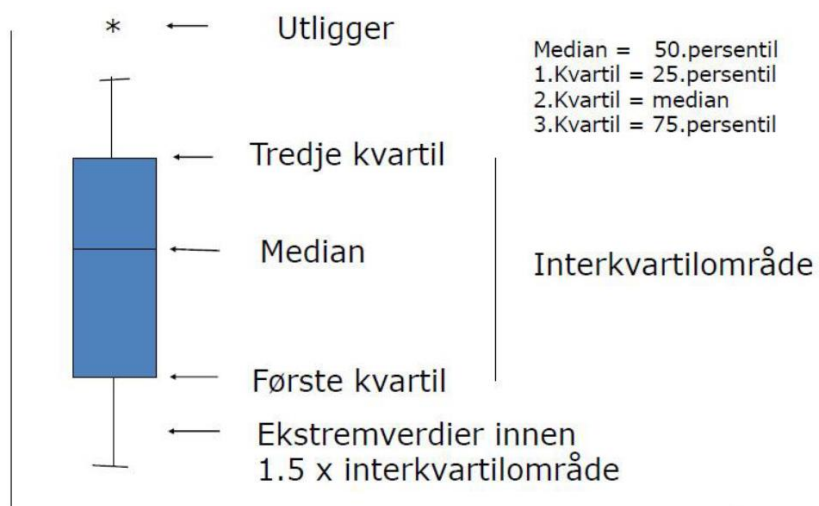 * Utligger
Median = 50.persentil
1.Kvartil = 25.persentil
2.Kvartil = median
3.Kvartil = 75.persentil
Tredje kvartil
Median
Interkvartilområde
Første kvartil
Ekstremverdier innen
1.5 x interkvartilområde